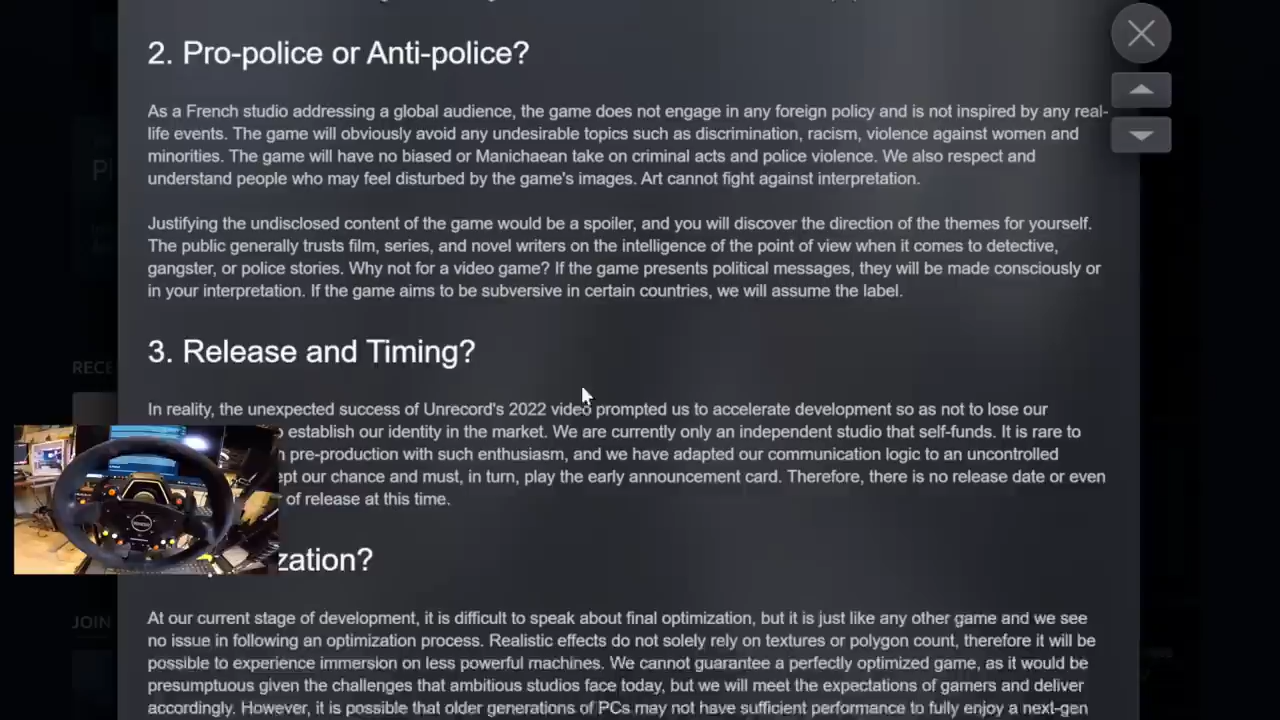 2. Pro-police or Anti-police?
As a French studio addressing a global audience, the game does not engage in any foreign policy and is not inspired by any real-
life events. The game will obviously avoid any undesirable topics such as discrimination, racism, violence against women and
minorities. The game will have no biased or Manichaean take on criminal acts and police violence. We also respect and
understand people who may feel disturbed by the game's images. Art cannot fight against interpretation.
Justifying the undisclosed content of the game would be a spoiler, and you will discover the direction of the themes for yourself.
The public generally trusts film, series, and novel writers on the intelligence of the point of view when it comes to detective,
gangster, or police stories. Why not for a video game? If the game presents political messages, they will be made consciously or
in your interpretation. If the game aims to be subversive in certain countries, we will assume the label.
3. Release and Timing?
RECE
In reality, the unexpected success of Unrecord's 2022 video prompted us to accelerate development so as not to lose our
establish our identity in the market. We are currently only an independent studio that self-funds. It is rare to
pre-production with such enthusiasm, and we have adapted our communication logic to an uncontrolled
ept our chance and must, in turn, play the early announcement card. Therefore, there is no release date or even
of release at this time.
zation?
JOIN
At our current stage of development, it is difficult to speak about final optimization, but it is just like any other game and we see
no issue in following an optimization process. Realistic effects do not solely rely on textures or polygon count, therefore it will be
possible to experience immersion on less powerful machines. We cannot guarantee a perfectly optimized game, as it would be
presumptuous given the challenges that ambitious studios face today, but we will meet the expectations of gamers and deliver
accordingly. However, it is possible that older generations of PCs may not have sufficient performance to fully enjoy a next-gen